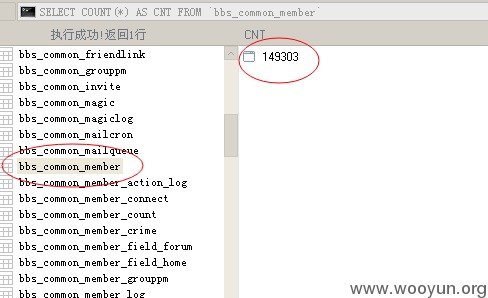 SELECT COUNT(*) AS CNT FROM `bbs_common_member`
执行成功!返回1行
CNT
149303
bbs_common_friendlink
bbs_common_grouppm
bbs_common_invite
bbs_common_magic
bbs_common_magiclog
bbs_common_mailcron
bbs_common_mailqueue
bbs_common_member
bbs_common_member_action_log
bbs_common_member_connect
bbs_common_member_count
bbs_common_member_crime
bbs_common_member_field_forum
bbs_common_member_field_home
bbs_common_member_grouppm
bbs_common_member_log
www.wooyun.org